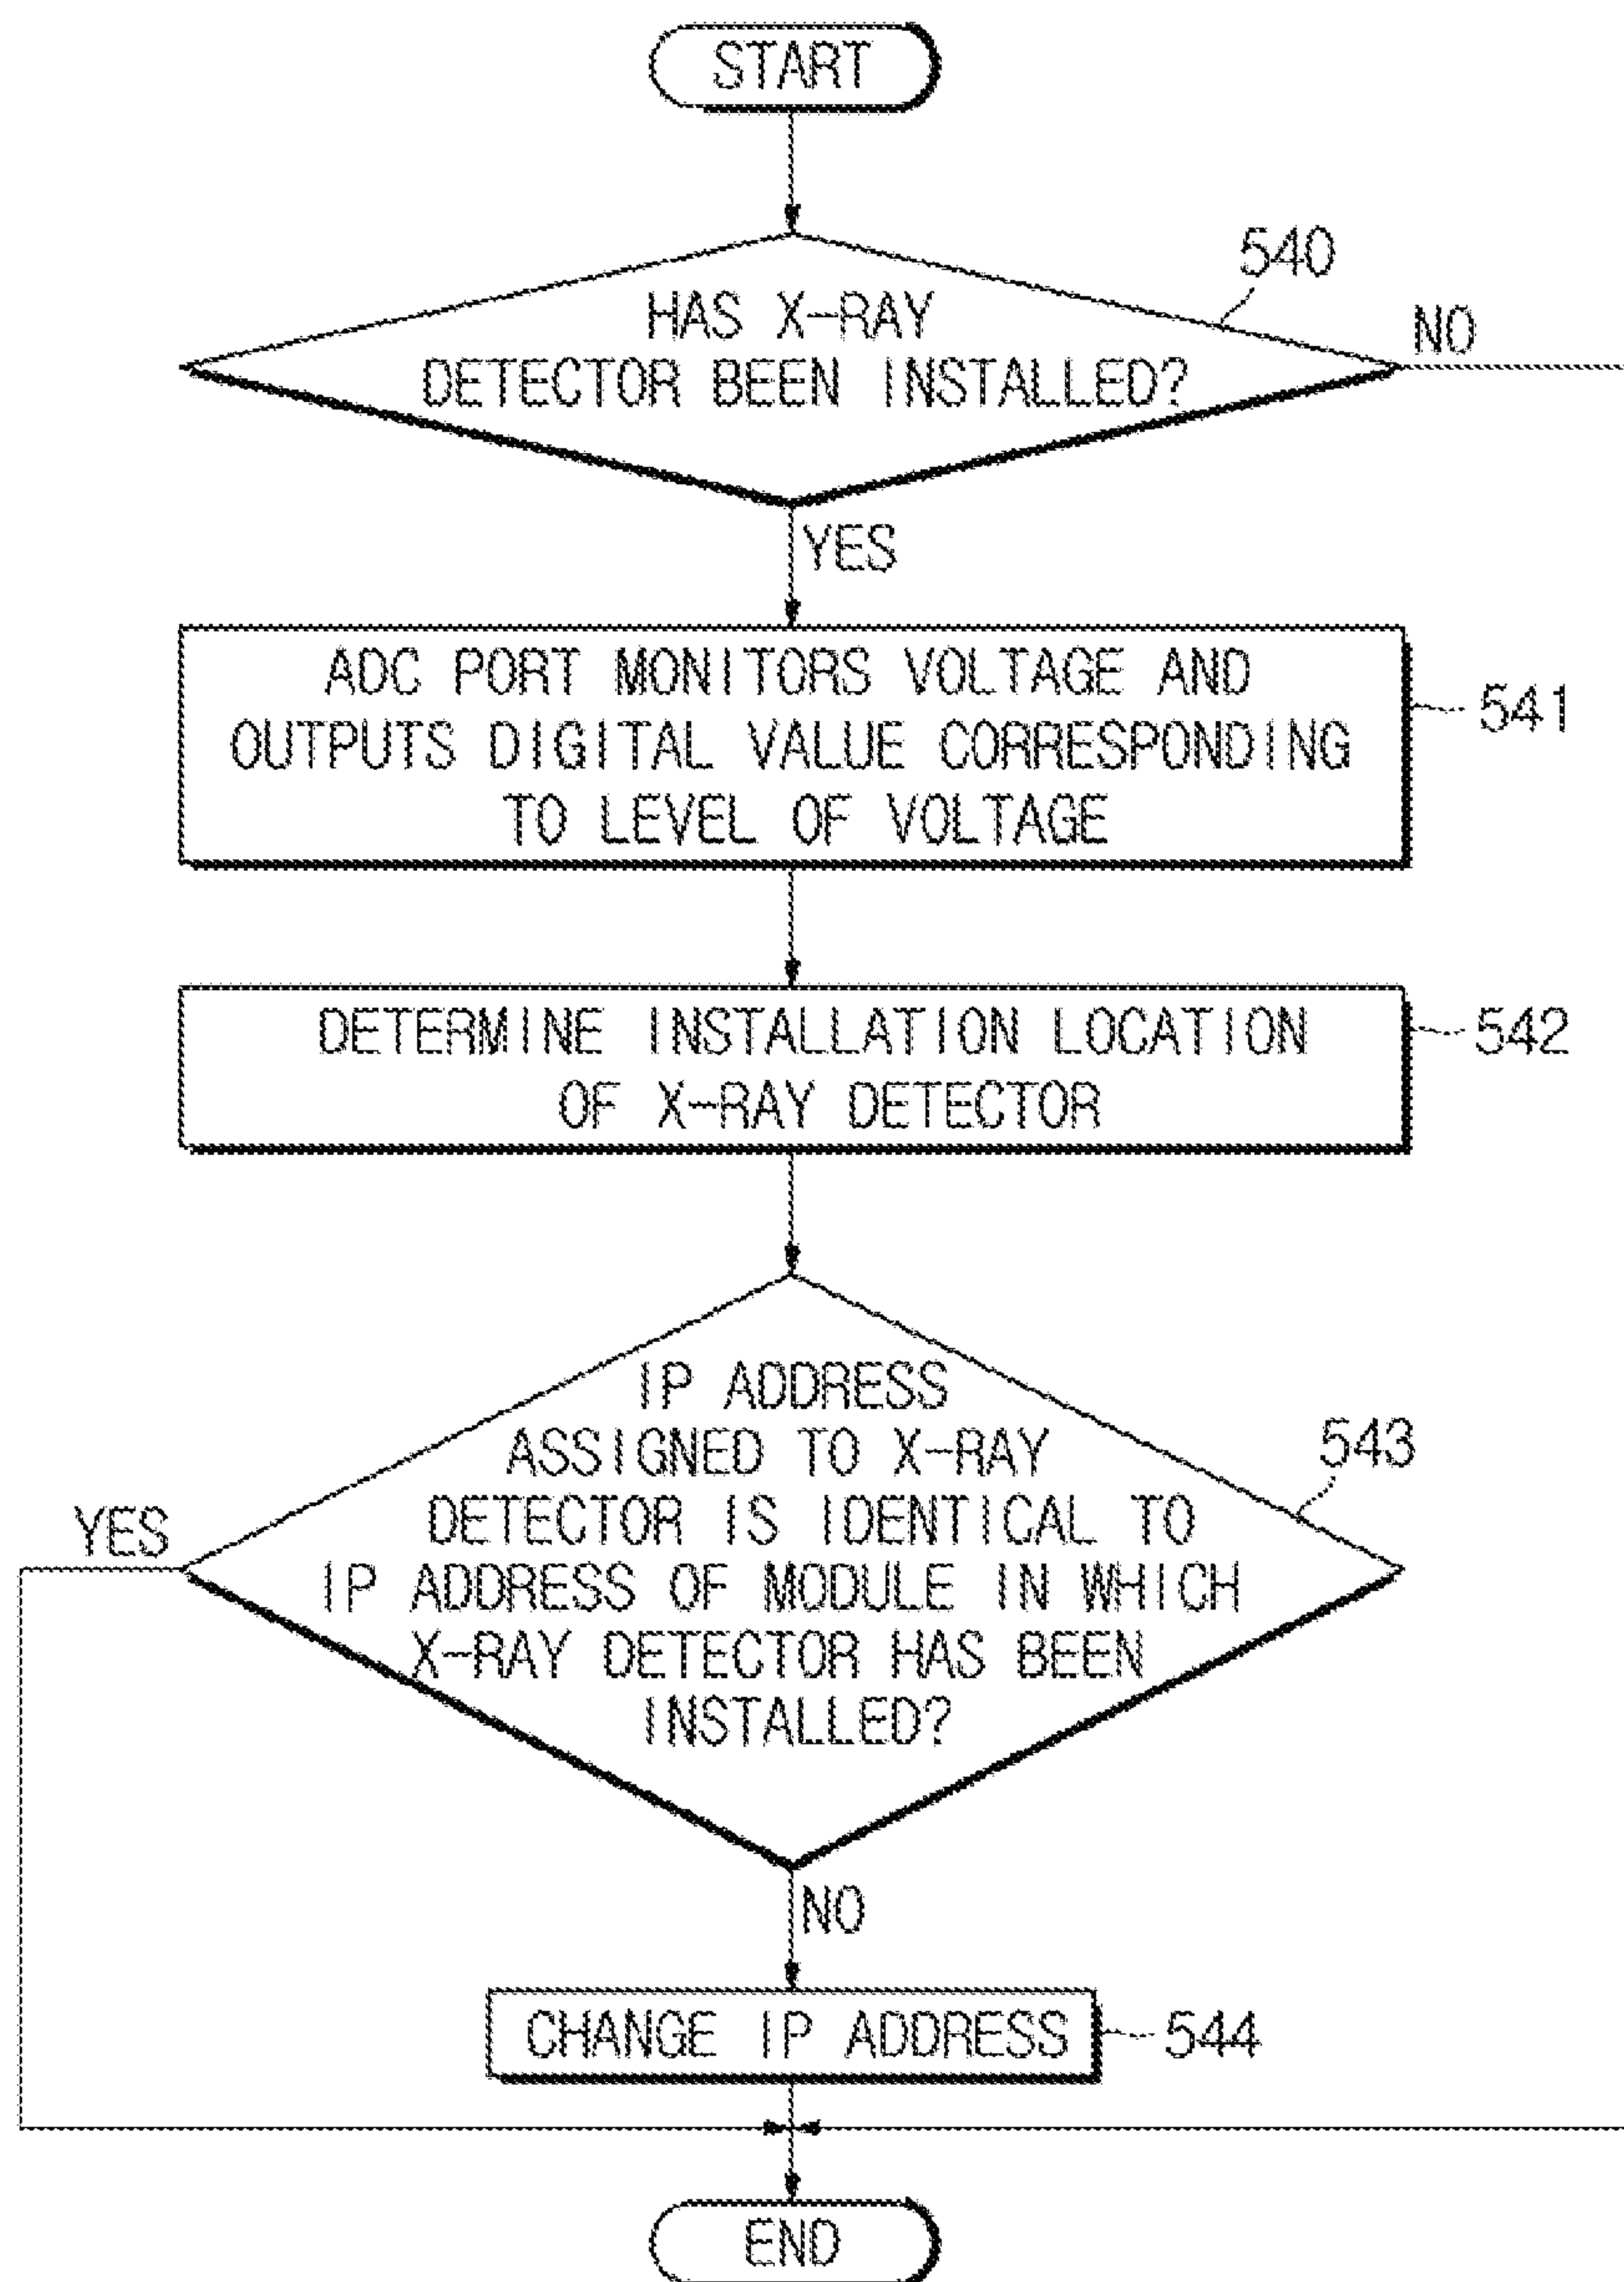 START
540
HAS X-RAY
DETECTOR BEEN INSTALLED?
NO
YES
ADC PORT MONITORS VOLTAGE AND
OUTPUTS DIGITAL VALUE CORRESPONDING
TO LEVEL OF VOLTAGE
541
DETERMINE INSTALLATION LOCATION
OF X-RAY DETECTOR
542
IP ADDRESS
ASSIGNED TO X-RAY
DETECTOR IS IDENTICAL TO
IP ADDRESS OF MODULE IN WHICH
X-RAY DETECTOR HAS BEEN
INSTALLED?
543
YES
NO
CHANGE IP ADDRESS
544
END